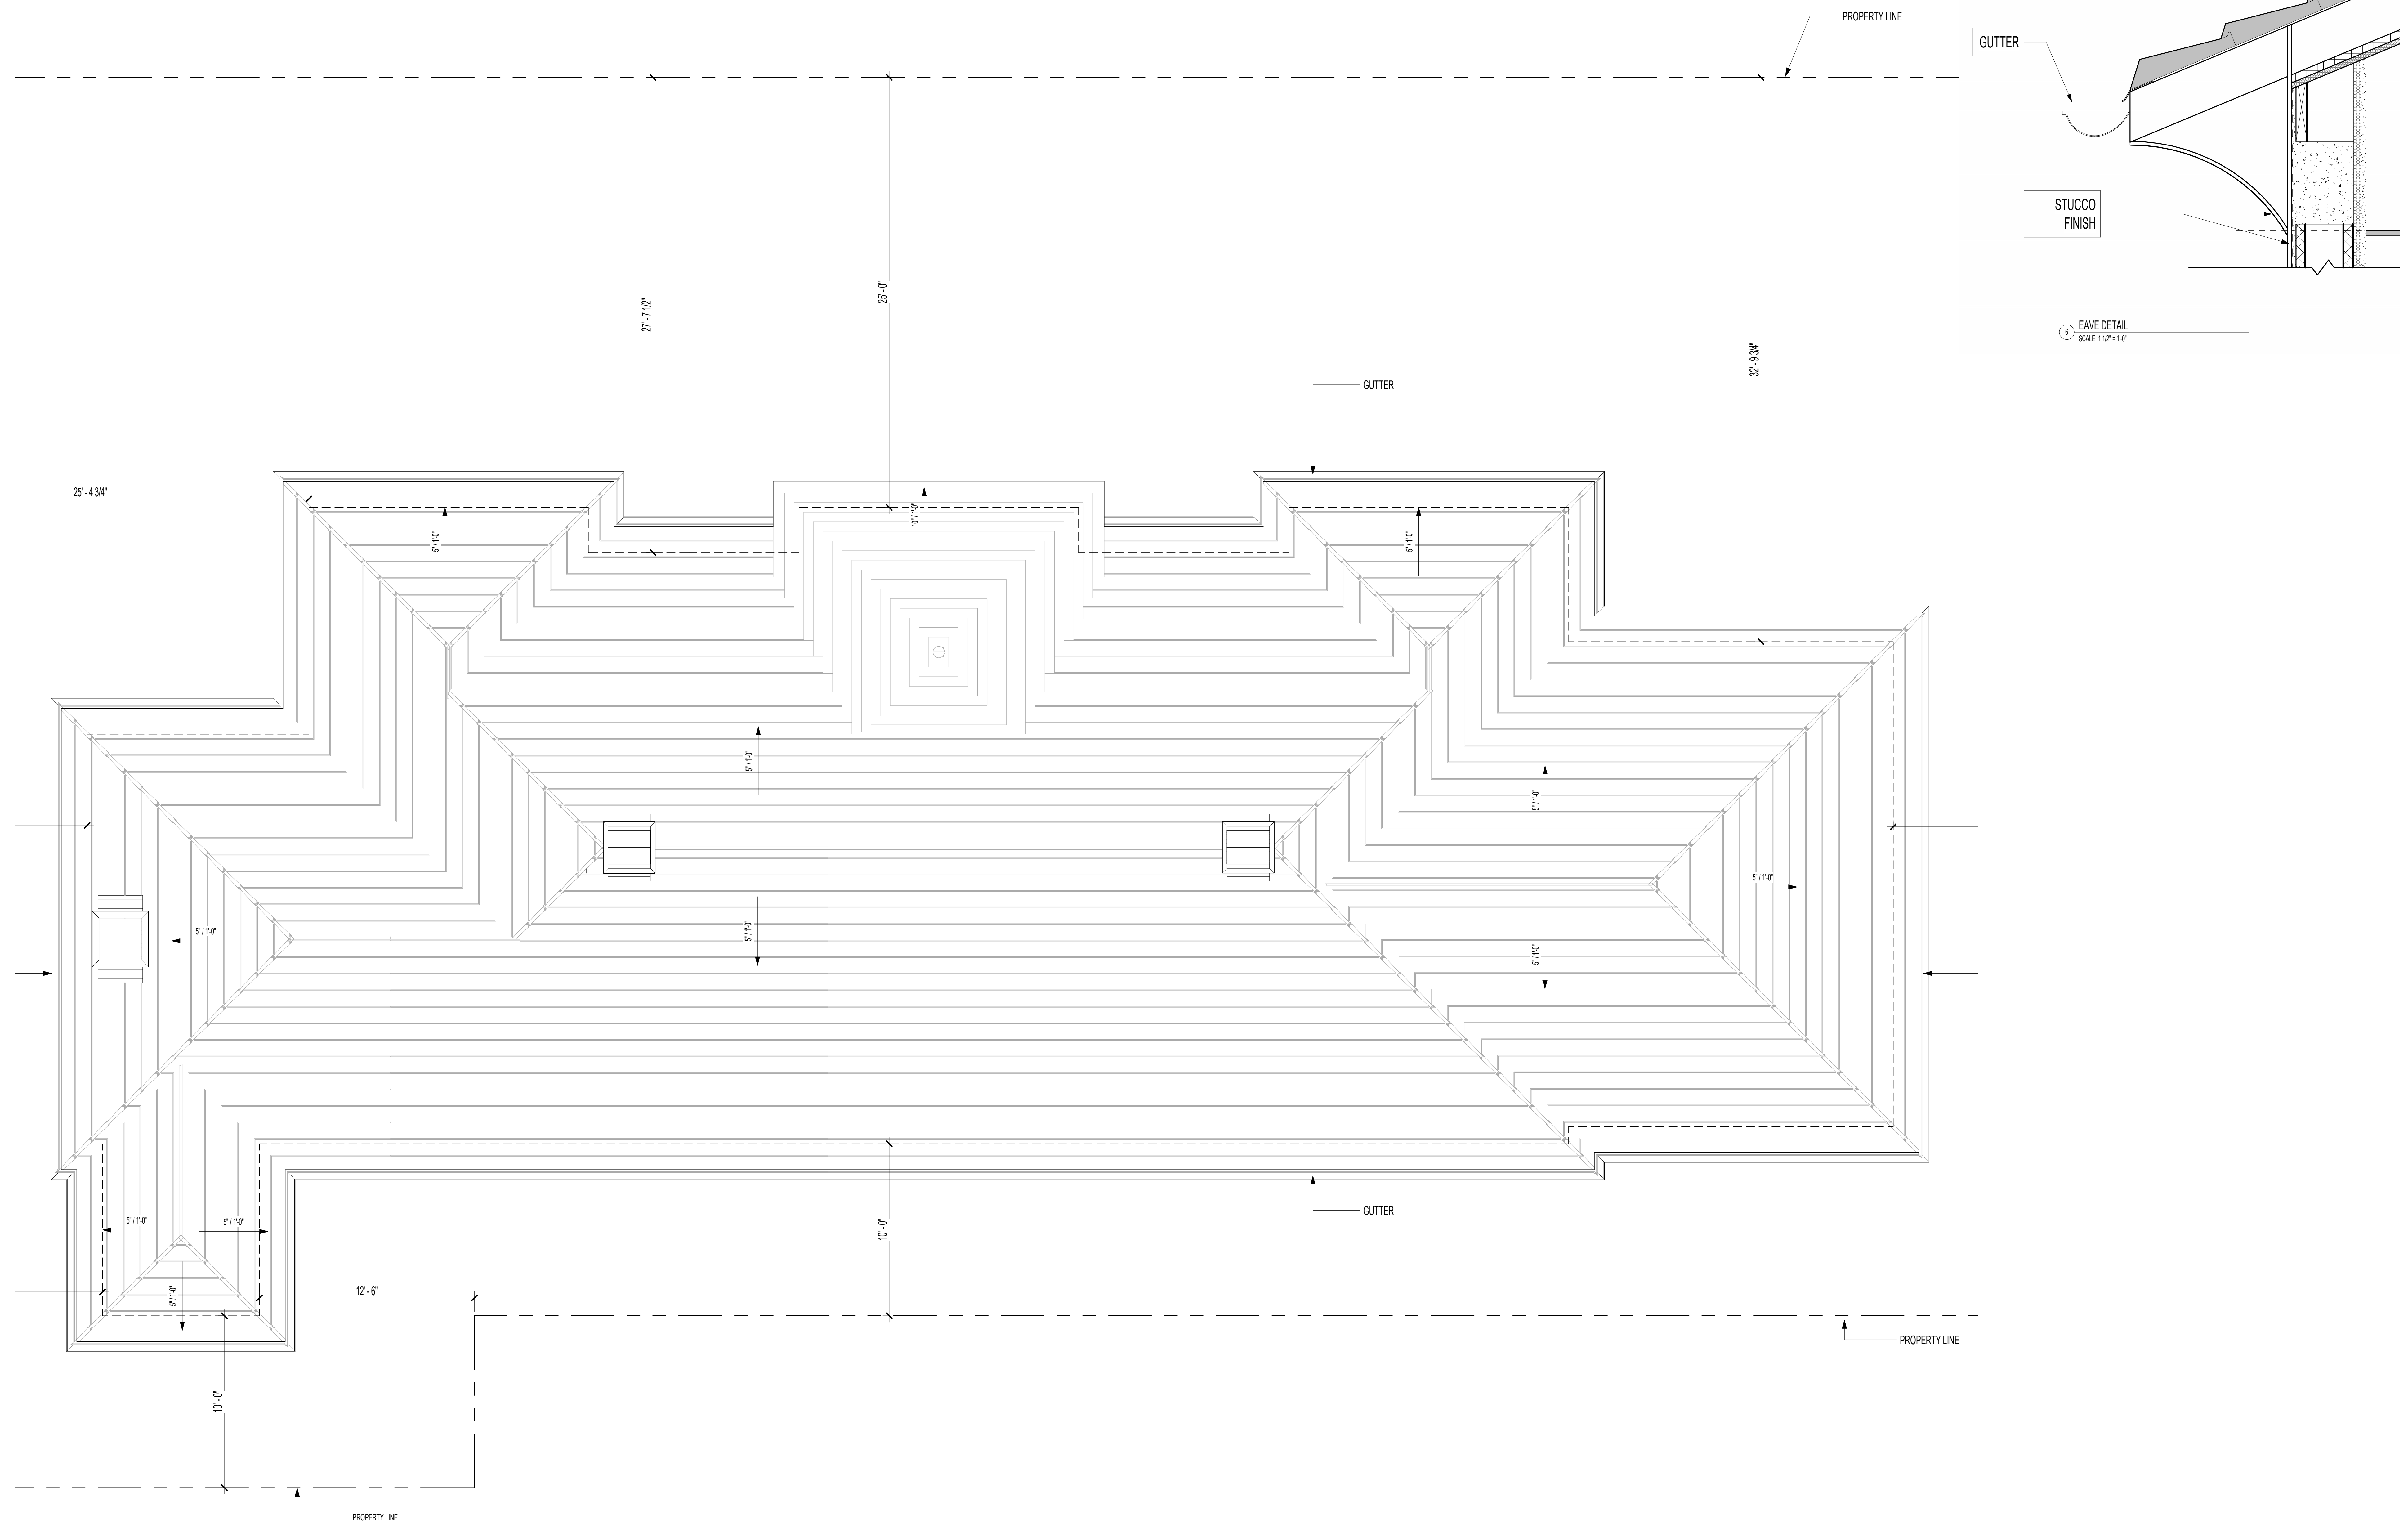 PROPERTY LINE
GUTTER
STUCCO
FINISH
6
EAVE DETAIL
SCALE 1 1/2" = 1'-0"
27' - 7 1/2"
25' - 0"
32' - 9 3/4"
GUTTER
25' - 4 3/4"
5" / 1'-0"
10" / 1'-0"
5" / 1'-0"
5" / 1'-0"
5" / 1'-0"
5" / 1'-0"
5" / 1'-0"
5" / 1'-0"
5" / 1'-0"
5" / 1'-0"
5" / 1'-0"
5" / 1'-0"
GUTTER
10' - 0"
12' - 6"
PROPERTY LINE
10' - 0"
PROPERTY LINE